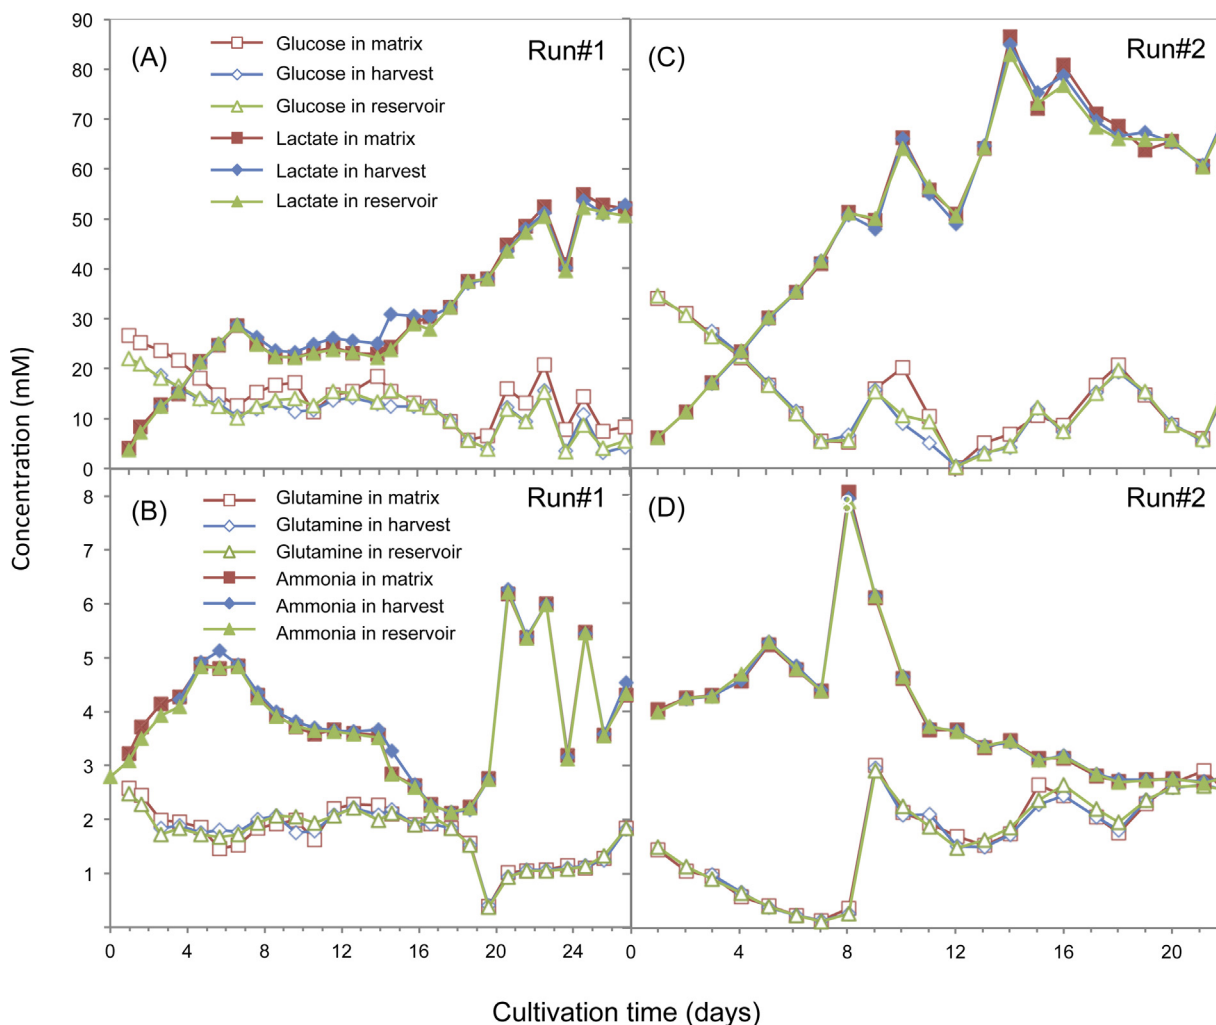 90
80
70
60
50
40
30
20
10
0
(A)
Run#1
Glucose in matrix
Glucose in harvest
Glucose in reservoir
Lactate in matrix
Lactate in harvest
Lactate in reservoir
(C)
Run#2
Concentration (mM)
8
7
6
5
4
3
2
1
(B)
Run#1
Glutamine in matrix
Glutamine in harvest
Glutamine in reservoir
Ammonia in matrix
Ammonia in harvest
Ammonia in reservoir
(D)
Run#2
0 4 8 12 16 20 24 0 4 8 12 16 20
Cultivation time (days)